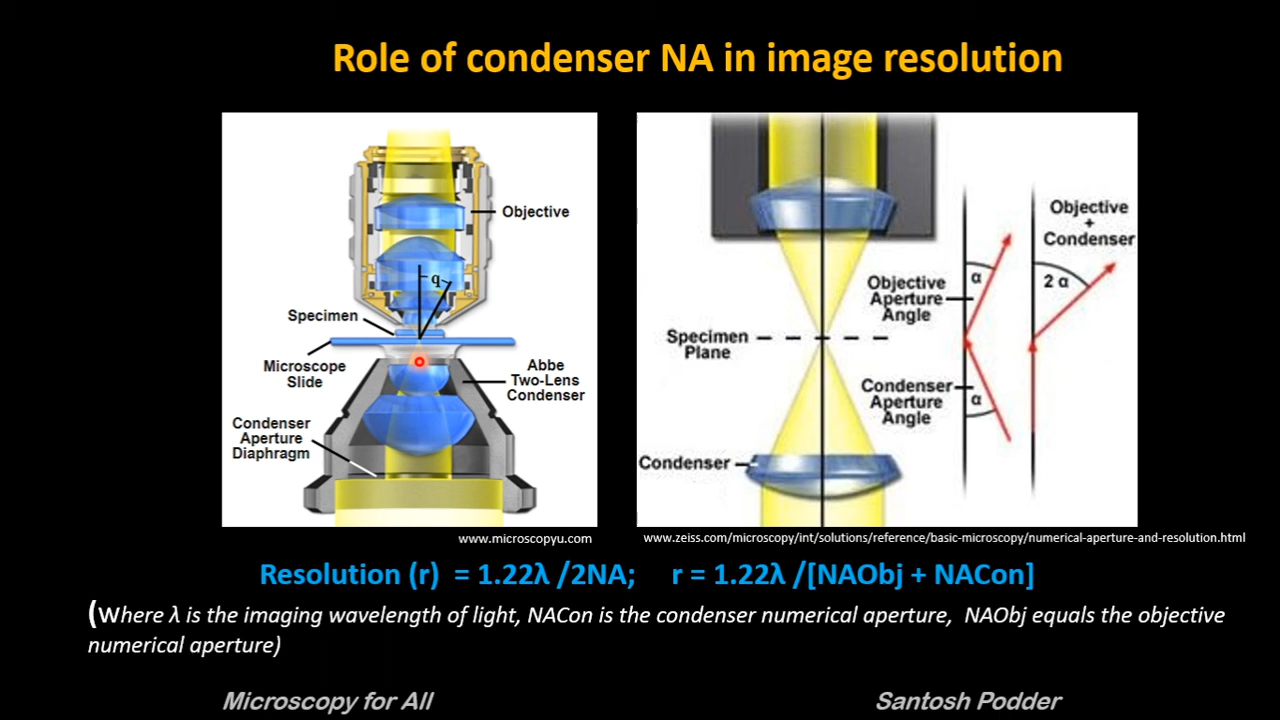 Role of condenser NA in image resolution
Objective
q
Specimen
Microscope
Slide
Abbe
Two-Lens
Condenser
Condenser
Aperture
Diaphragm
Objective
+
Condenser
α
2 α
Objective
Aperture
Angle
Specimen
Plane
Condenser
Aperture
Angle
α
Condenser
www.microscopyu.com
www.zeiss.com/microscopy/int/solutions/reference/basic-microscopy/numerical-aperture-and-resolution.html
Resolution (r) = 1.22λ /2NA; r = 1.22λ /[NAObj + NACon]
(Where λ is the imaging wavelength of light, NACon is the condenser numerical aperture, NAObj equals the objective
numerical aperture)
Microscopy for All
Santosh Podder